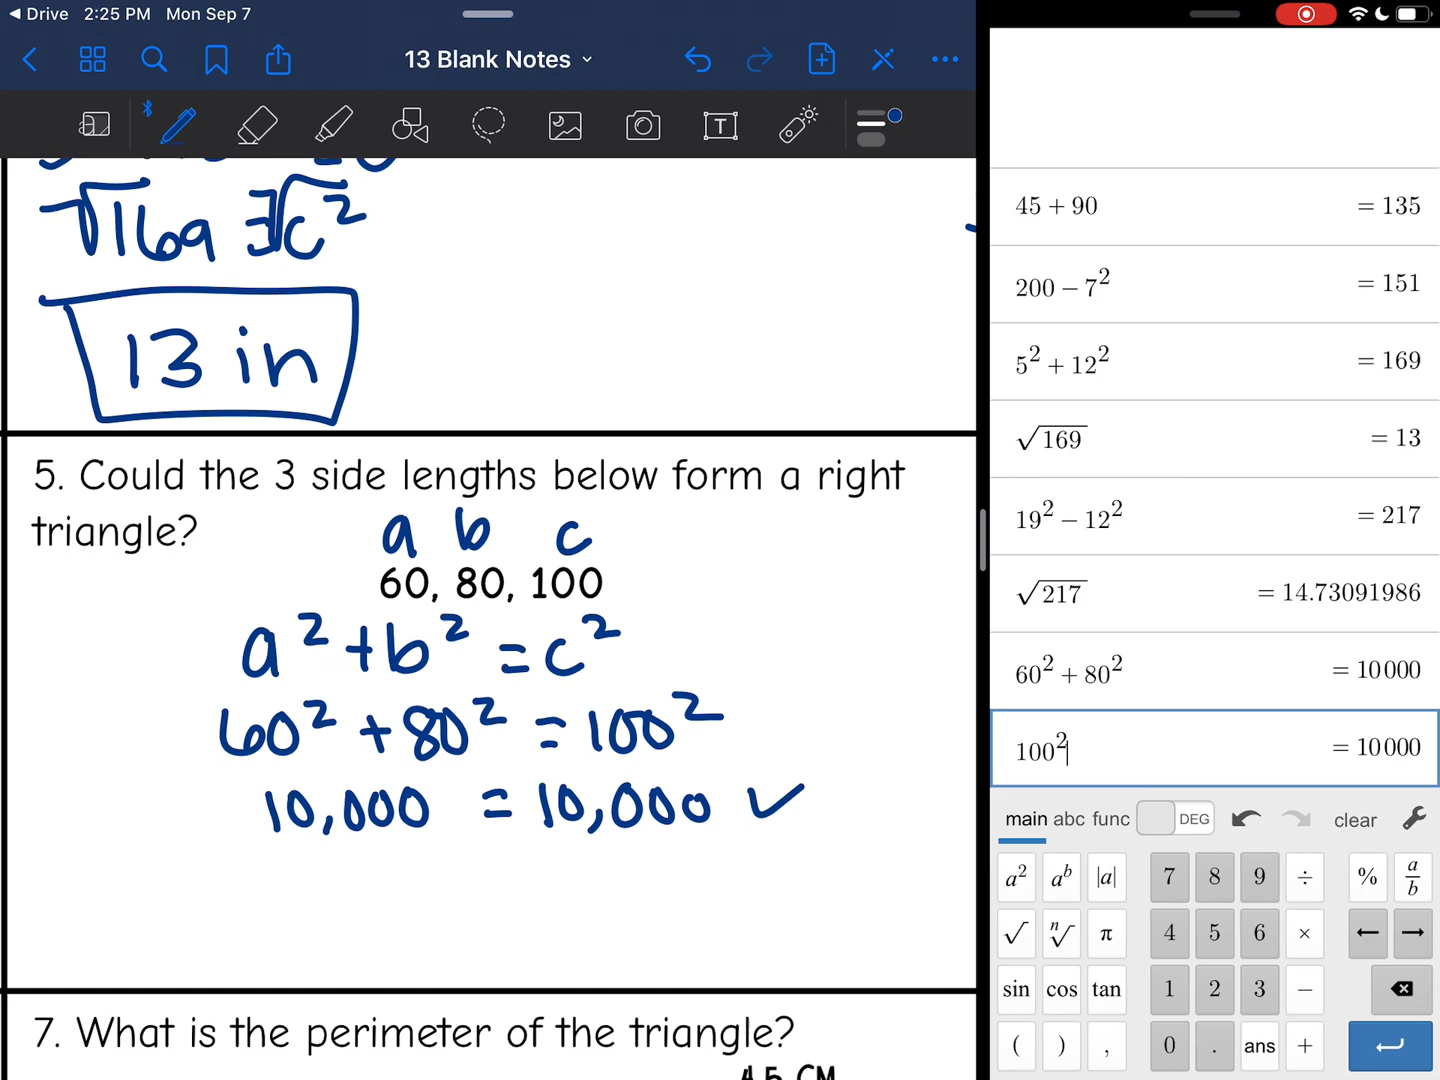 Drive 2:25 PM Mon Sep 7
13 Blank Notes
T
√169 = √c²
13 in
5. Could the 3 side lengths below form a right
triangle?
a b c
60, 80, 100
a² + b² = c²
60² + 80² = 100²
10,000 = 10,000 ✓
7. What is the perimeter of the triangle?
45 + 90 = 135
200 − 7² = 151
5² + 12² = 169
√169 = 13
19² − 12² = 217
√217 = 14.73091986
60² + 80² = 10000
100² = 10000
main abc func DEG clear
a² aᵇ |a| 7 8 9 ÷ % a/b
√ ⁿ√ π 4 5 6 × ← →
sin cos tan 1 2 3 −
( ) , 0 . ans +